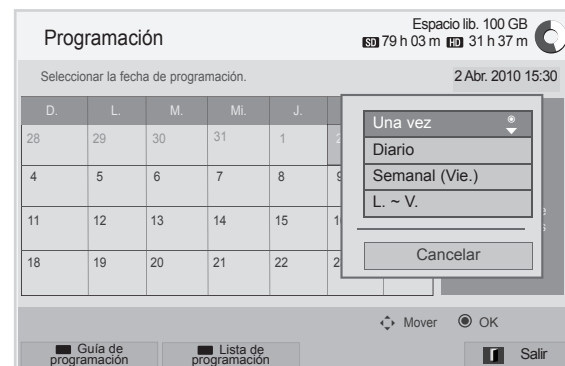 Programación
Espacio lib. 100 GB
SD 79 h 03 m HD 31 h 37 m
Seleccionar la fecha de programación.
2 Abr. 2010 15:30
D. L. M. Mi. J.
28 29 30 31 1
4 5 6 7 8
11 12 13 14 15
18 19 20 21 22
Una vez
Diario
Semanal (Vie.)
L. ~ V.
Cancelar
Mover OK
Guía de programación
Lista de programación
Salir